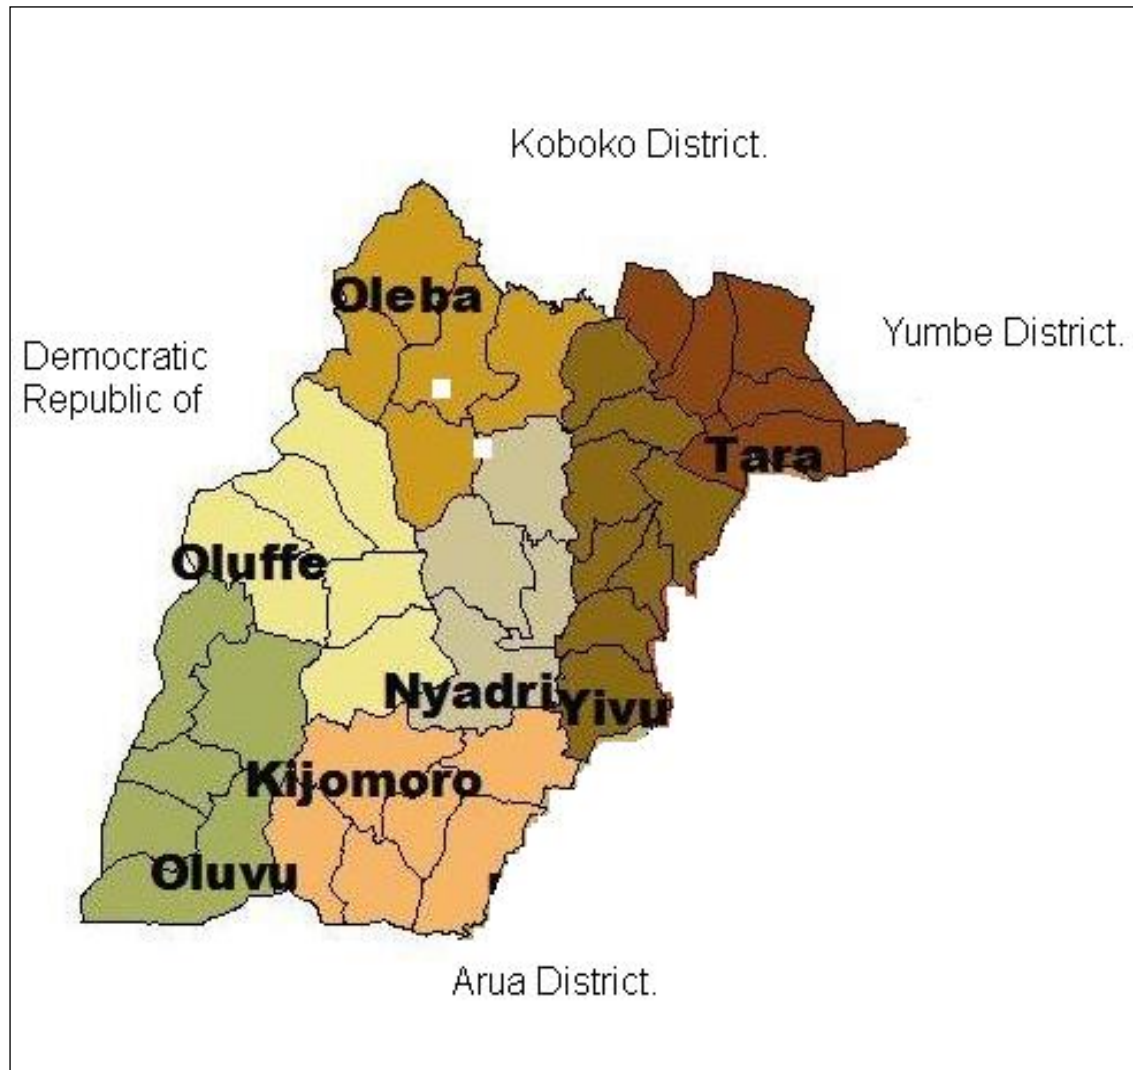 Koboko District.
Oleba
Yumbe District.
Democratic
Republic of
Tara
Oluffe
Nyadri
Yivu
Kijomoro
Oluvu
Arua District.